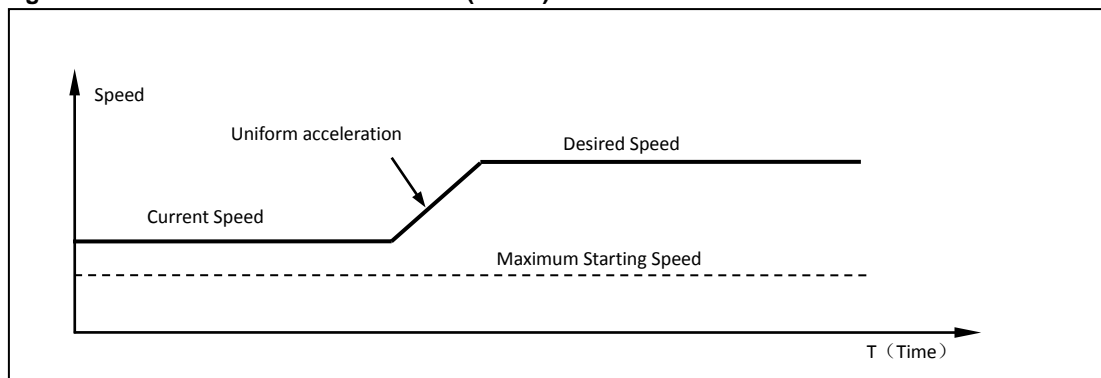 Speed
Uniform acceleration
Desired Speed
Current Speed
Maximum Starting Speed
T（Time）